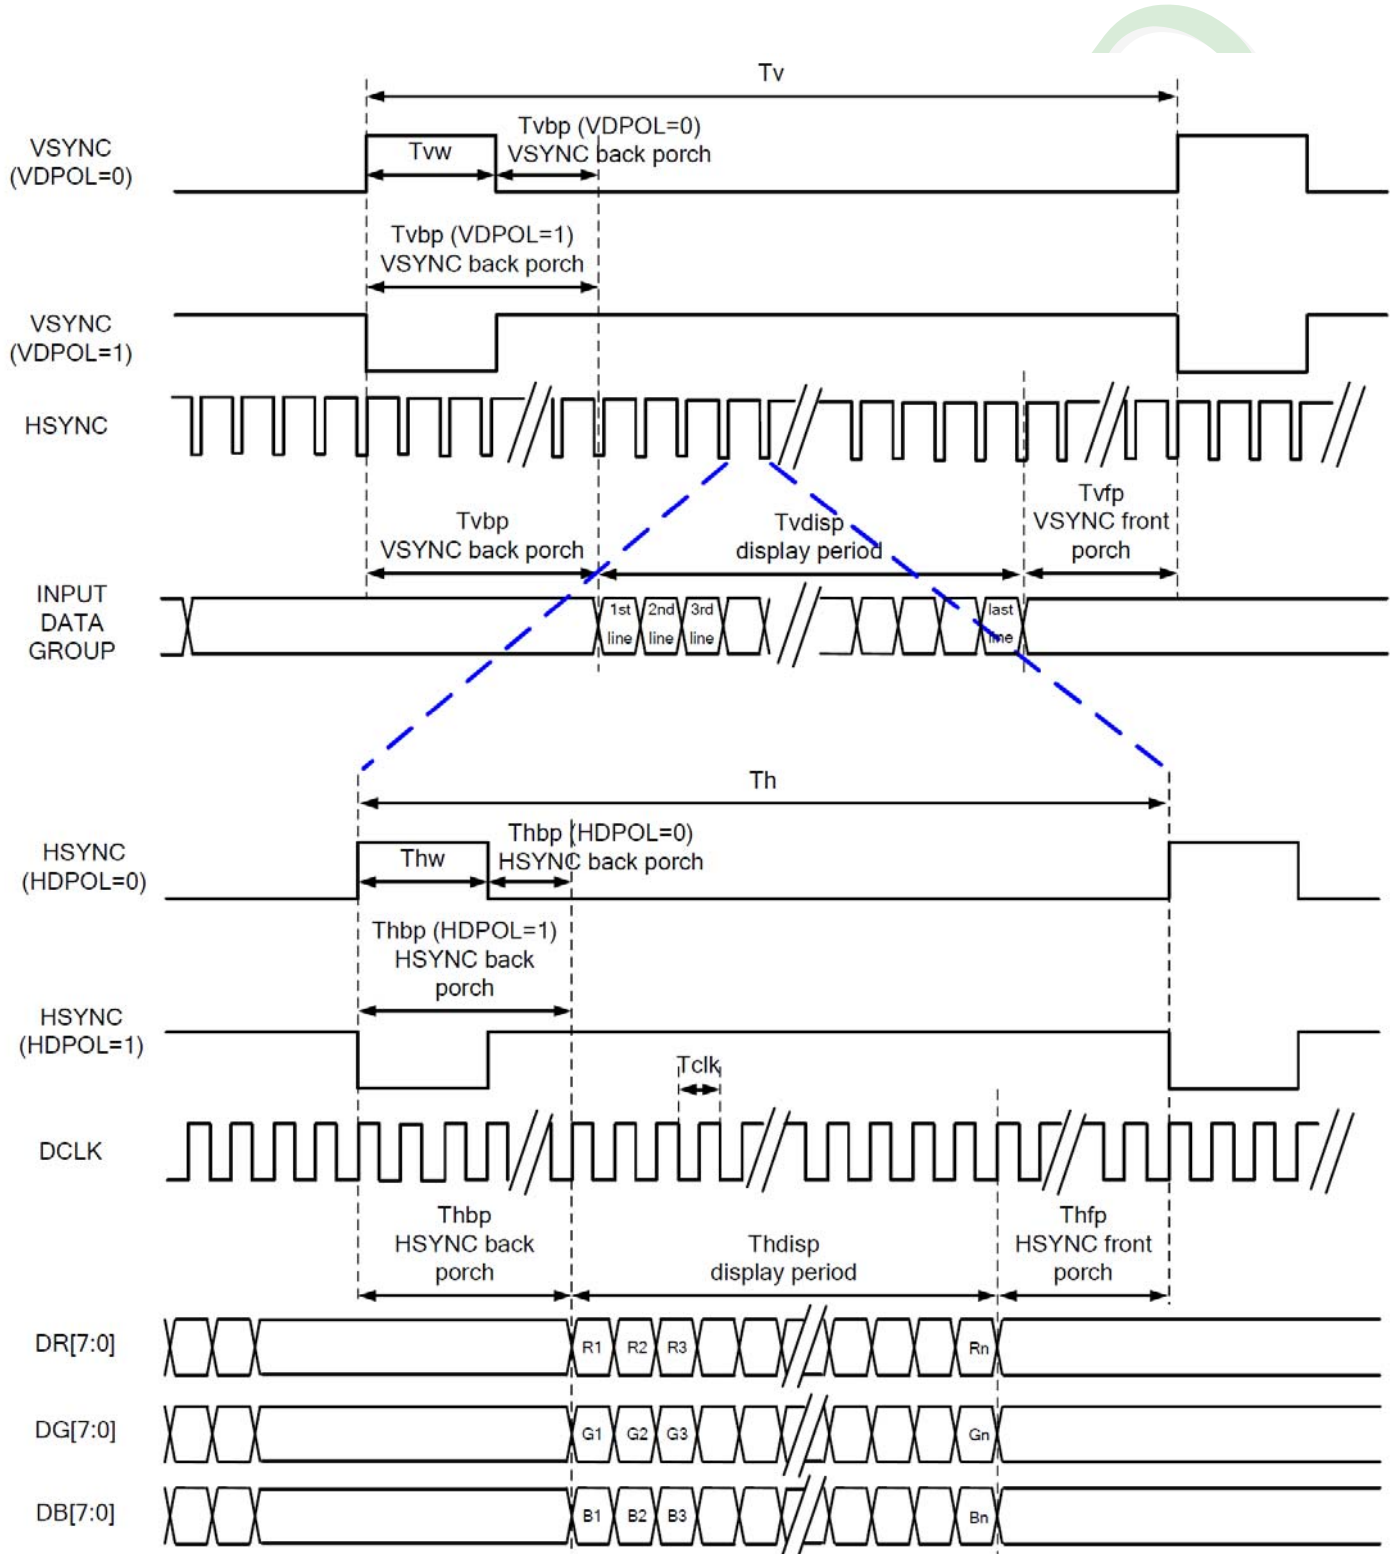 Tv
VSYNC
(VDPOL=0)
Tvw
Tvbp (VDPOL=0)
VSYNC back porch
Tvbp (VDPOL=1)
VSYNC back porch
VSYNC
(VDPOL=1)
HSYNC
Tvbp
VSYNC back porch
Tvdisp
display period
Tvfp
VSYNC front
porch
INPUT
DATA
GROUP
1st
line
2nd
line
3rd
line
last
line
Th
HSYNC
(HDPOL=0)
Thw
Thbp (HDPOL=0)
HSYNC back porch
Thbp (HDPOL=1)
HSYNC back
porch
HSYNC
(HDPOL=1)
Tclk
DCLK
Thbp
HSYNC back
porch
Thdisp
display period
Thfp
HSYNC front
porch
DR[7:0]
R1
R2
R3
Rn
DG[7:0]
G1
G2
G3
Gn
DB[7:0]
B1
B2
B3
Bn